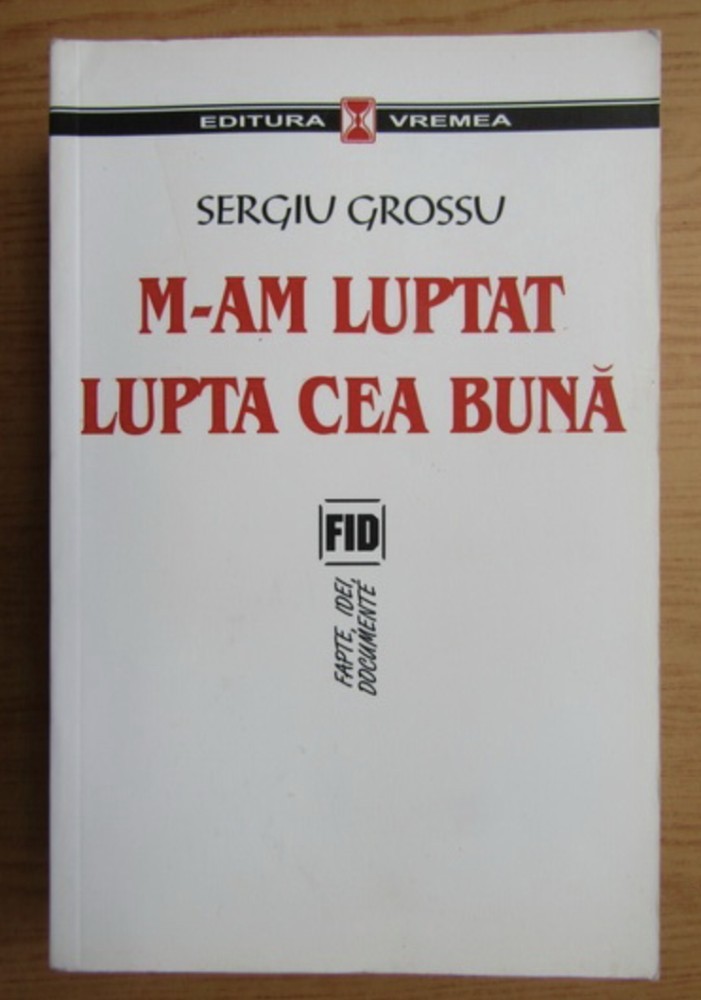 EDITURA VREMEA
SERGIU GROSSU
M-AM LUPTAT
LUPTA CEA BUNĂ
FID
FAPTE, IDEI,
DOCUMENTE